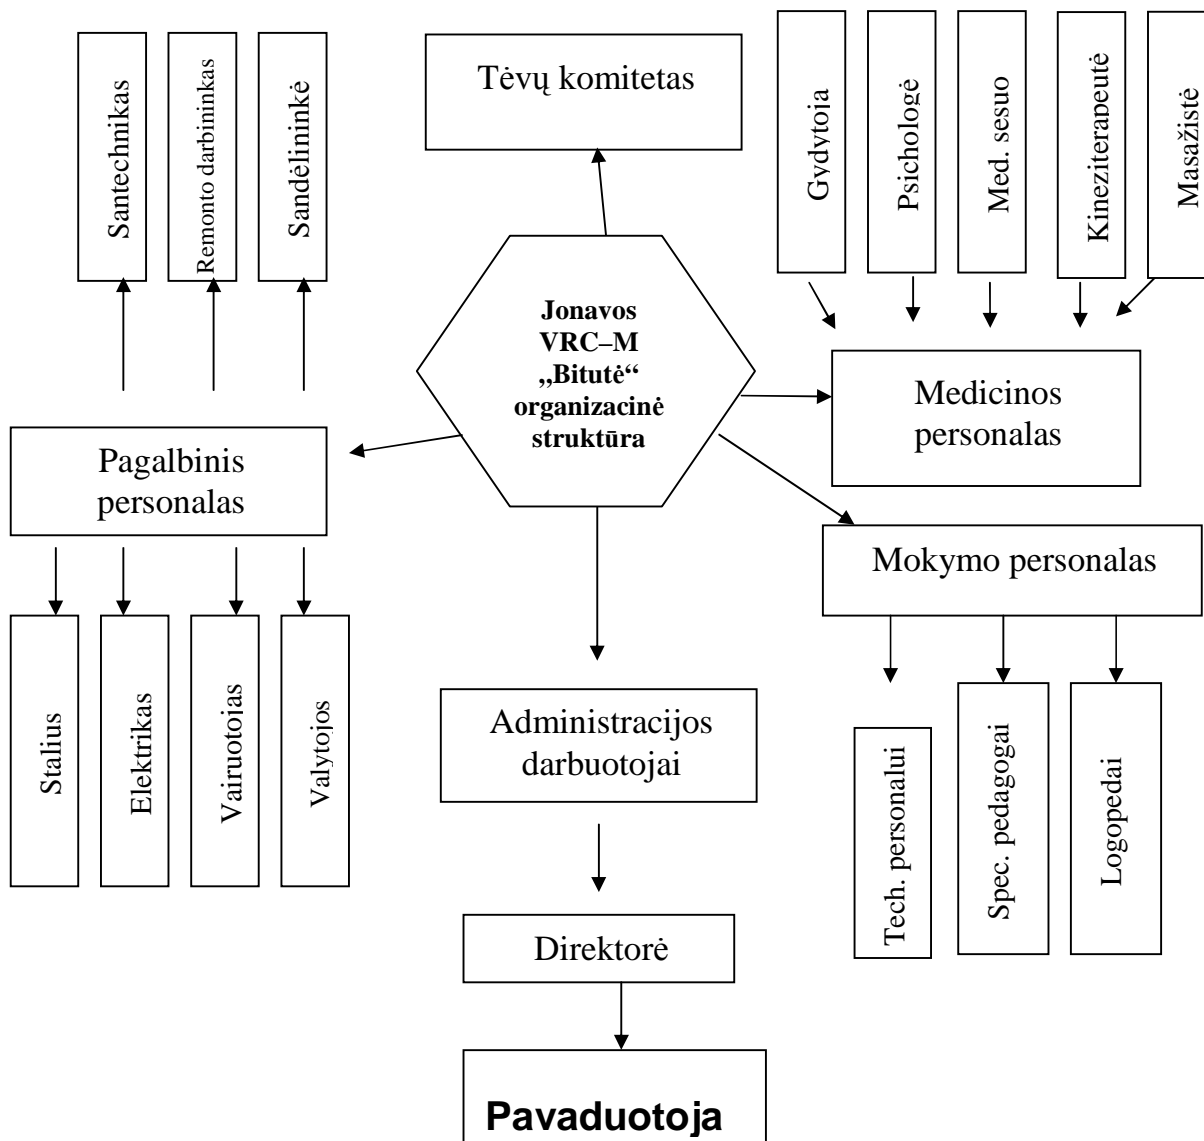 Santechnikas
Remonto darbininkas
Sandėlininkė
Tėvų komitetas
Gydytoja
Psichologė
Med. sesuo
Kineziterapeutė
Masažistė
Jonavos
VRC–M
„Bitutė“
organizacinė
struktūra
Medicinos
personalas
Pagalbinis
personalas
Mokymo personalas
Stalius
Elektrikas
Vairuotojas
Valytojos
Administracijos
darbuotojai
Tech. personalui
Spec. pedagogai
Logopedai
Direktorė
Pavaduotoja